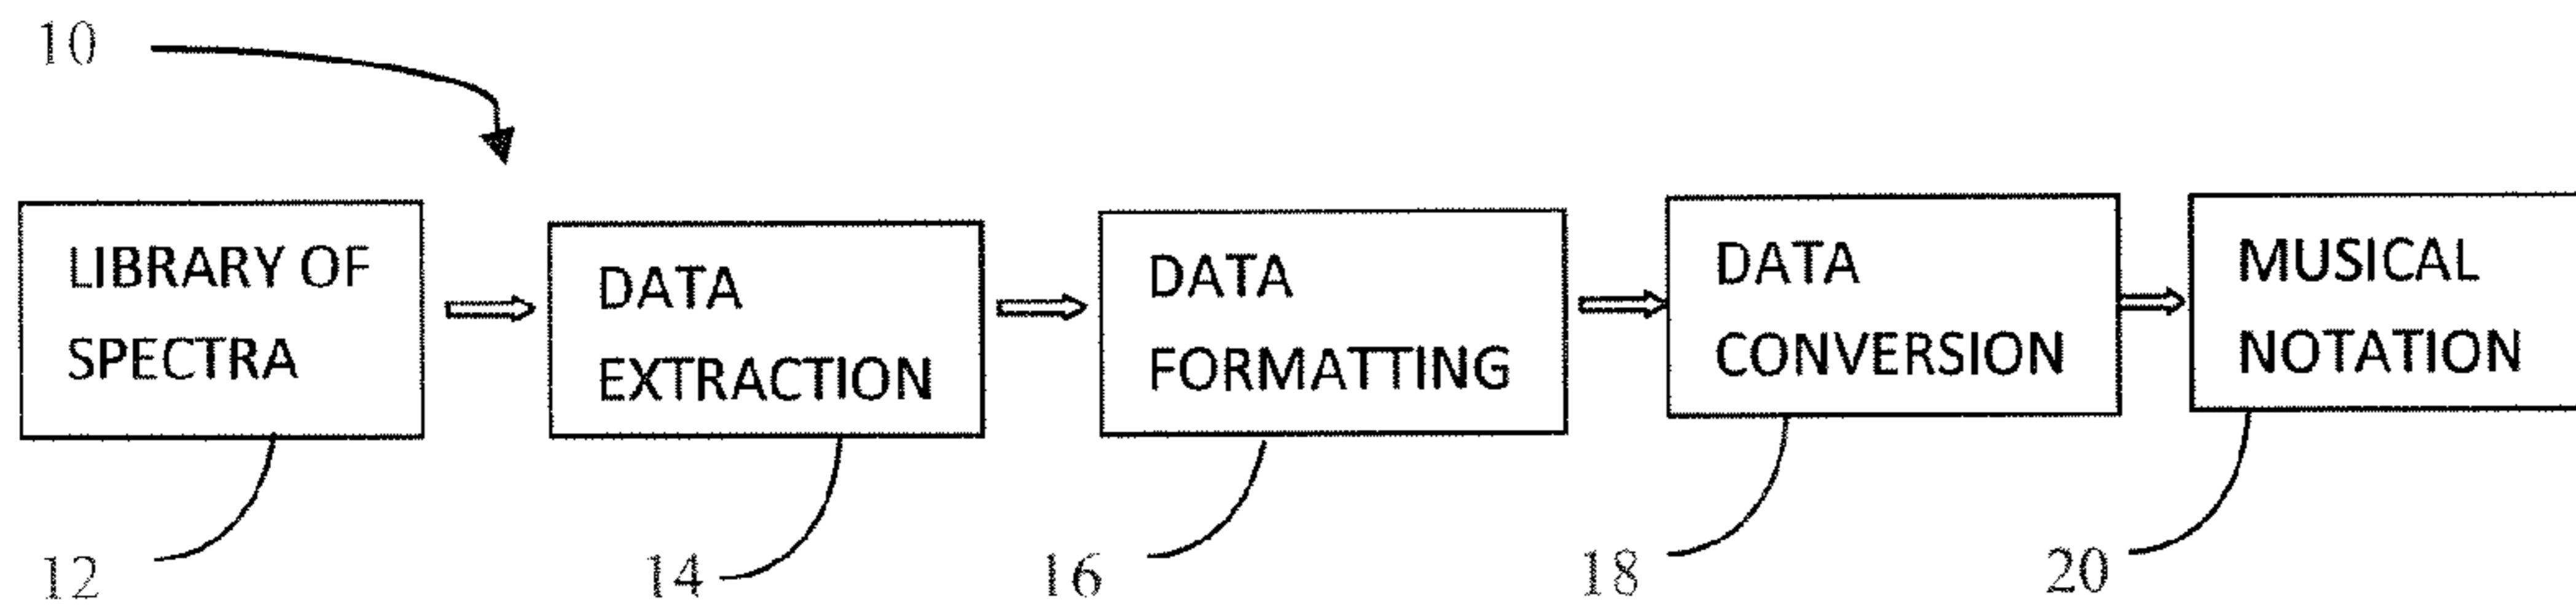 10
LIBRARY OF
SPECTRA
DATA
EXTRACTION
DATA
FORMATTING
DATA
CONVERSION
MUSICAL
NOTATION
12
14
16
18
20